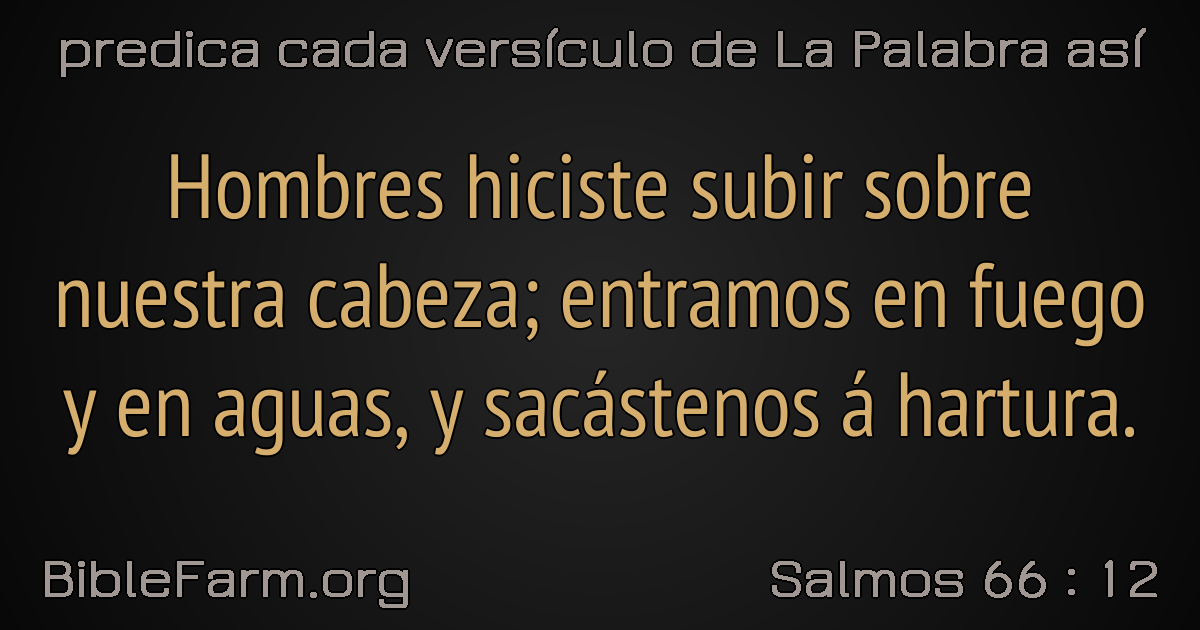 predica cada versículo de La Palabra así
Hombres hiciste subir sobre
nuestra cabeza; entramos en fuego
y en aguas, y sacástenos á hartura.
BibleFarm.org
Salmos 66 : 12